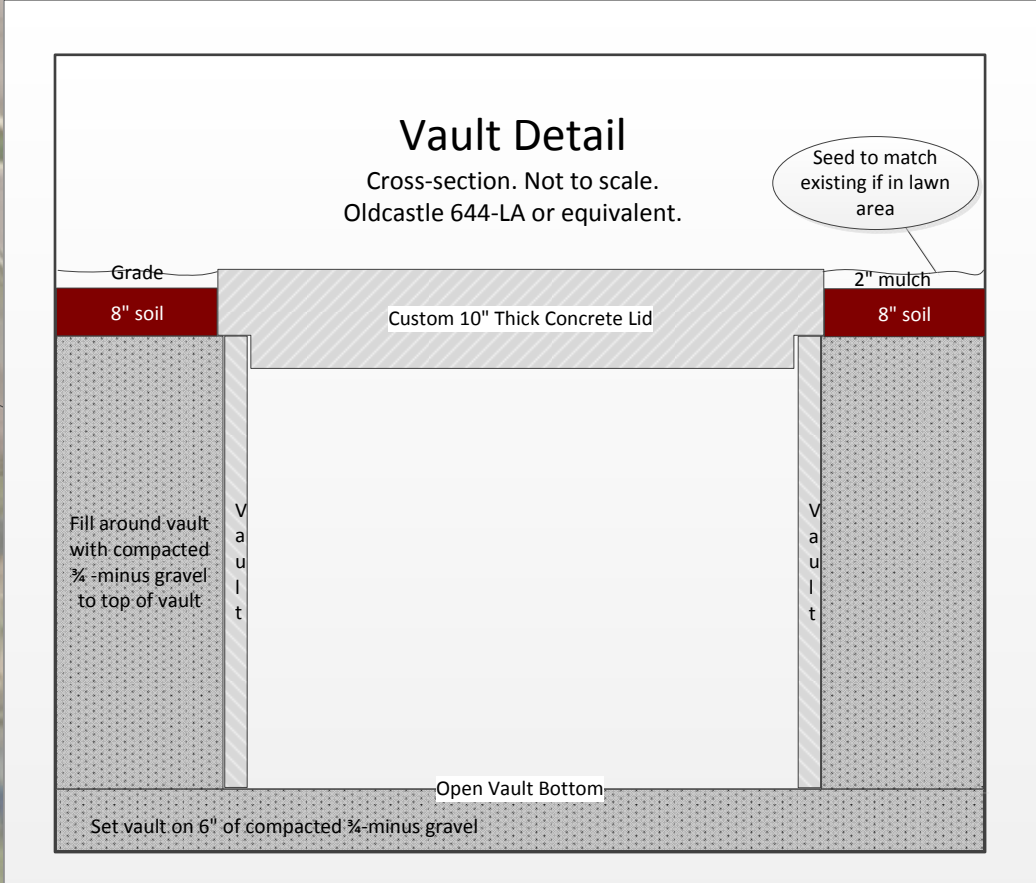 Vault Detail
Cross-section. Not to scale.
Oldcastle 644-LA or equivalent.
Seed to match
existing if in lawn
area
Grade
2" mulch
8" soil
Custom 10" Thick Concrete Lid
8" soil
Fill around vault
with compacted
¾ -minus gravel
to top of vault
Vault
Vault
Open Vault Bottom
Set vault on 6" of compacted ¾-minus gravel